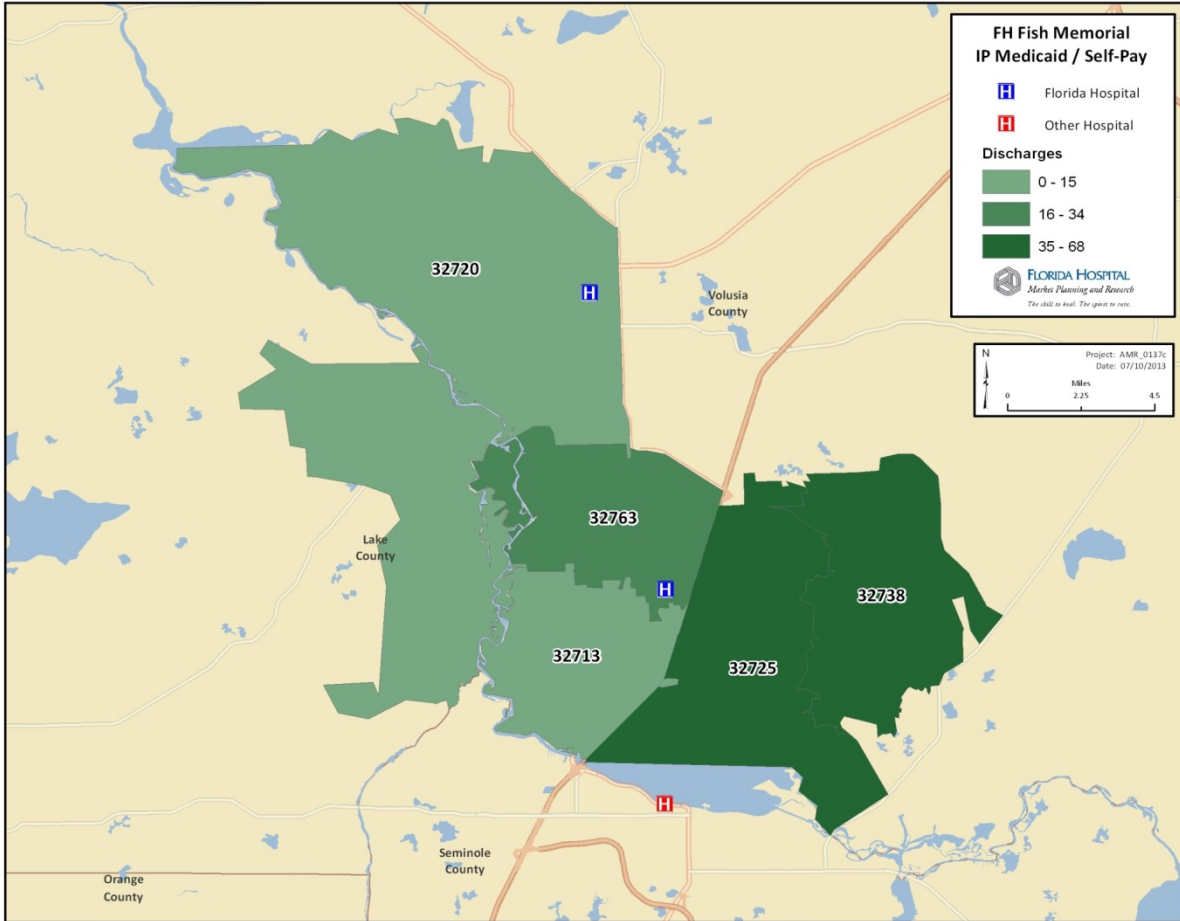 FH Fish Memorial
IP Medicaid / Self-Pay
H Florida Hospital
H Other Hospital
Discharges
0 - 15
16 - 34
35 - 68
FLORIDA HOSPITAL
Market Planning and Research
The skill to heal. The spirit to care.
N
Project: AMR_0137c
Date: 07/10/2013
Miles
0 2.25 4.5
32720
H
Volusia
County
32763
Lake
County
H
32738
32713
32725
H
Seminole
County
Orange
County